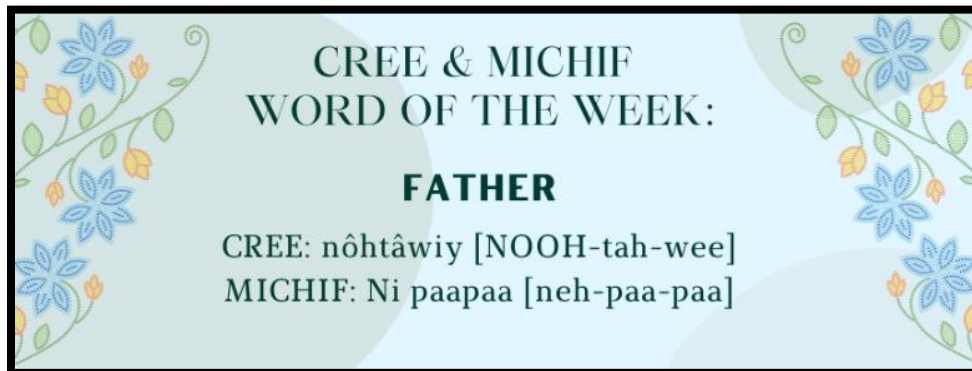 CREE & MICHIF
WORD OF THE WEEK:
FATHER
CREE: nôhtâwiy [NOOH-tah-wee]
MICHIF: Ni paapaa [neh-paa-paa]